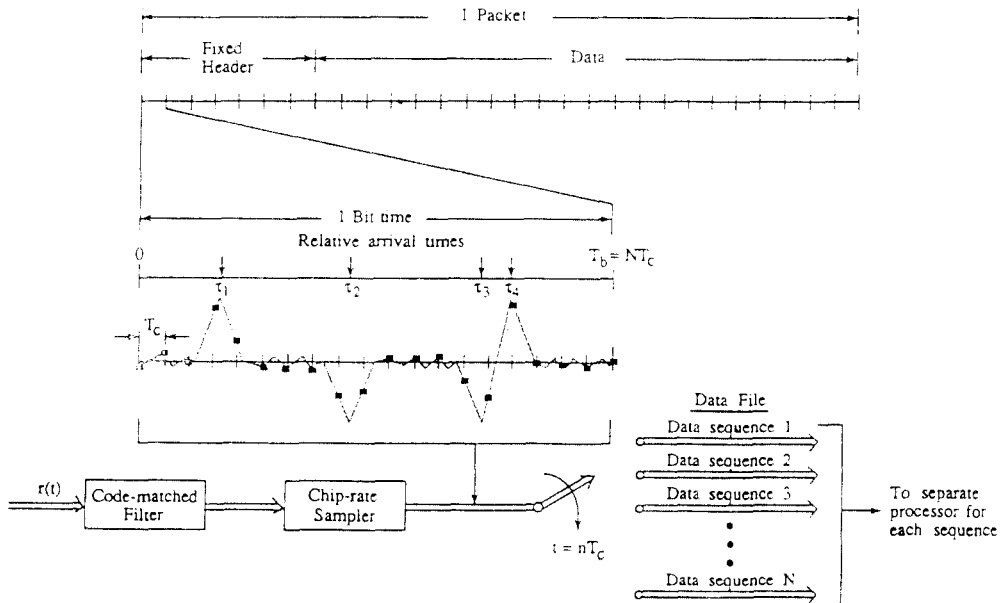 1 Packet
Fixed
Header
Data
1 Bit time
Relative arrival times
0
T_b = NT_c
τ_1
τ_2
τ_3
τ_4
T_c
Data File
Data sequence 1
Data sequence 2
Data sequence 3
Data sequence N
r(t)
Code-matched
Filter
Chip-rate
Sampler
t = nT_c
To separate
processor for
each sequence